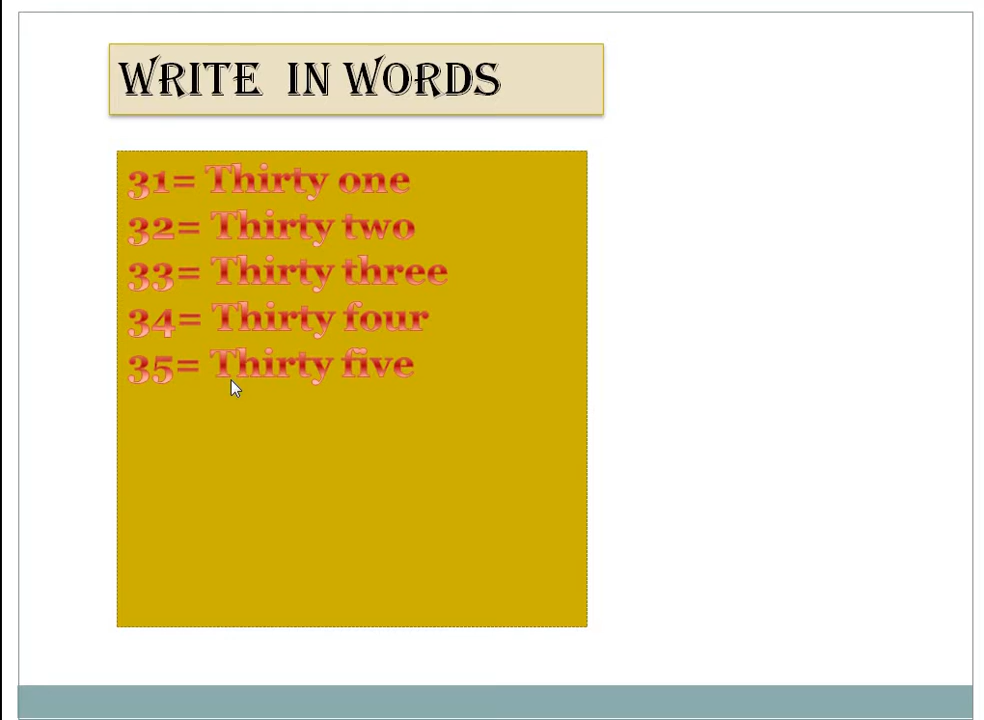 WRITE IN WORDS
31= Thirty one
32= Thirty two
33= Thirty three
34= Thirty four
35= Thirty five